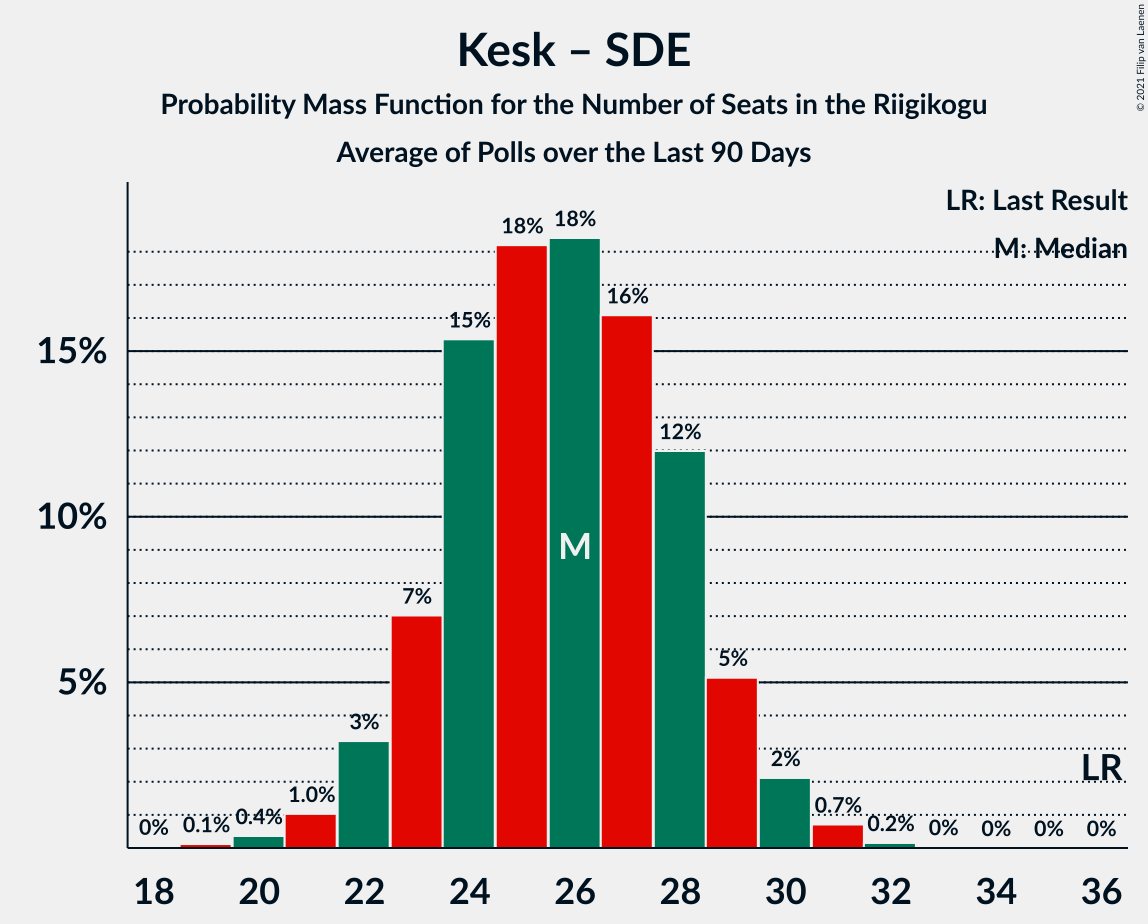 Kesk – SDE
Probability Mass Function for the Number of Seats in the Riigikogu
Average of Polls over the Last 90 Days
© 2021 Filip van Laenen
LR: Last Result
M: Median
15%
10%
5%
0%
0.1%
0.4%
1.0%
3%
7%
15%
18%
18%
16%
12%
5%
2%
0.7%
0.2%
0%
0%
0%
0%
M
LR
18 20 22 24 26 28 30 32 34 36